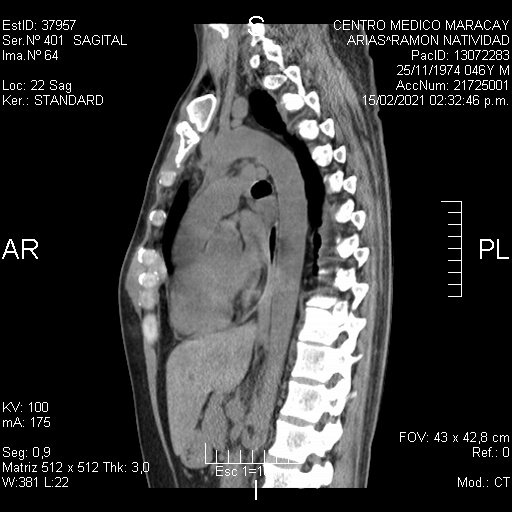 EstID: 37957
Ser.Nº 401 SAGITAL
Ima.Nº 64
Loc: 22 Sag
Ker.: STANDARD
S
CENTRO MEDICO MARACAY
ARIAS^RAMON NATIVIDAD
PacID: 13072283
25/11/1974 046Y M
AccNum: 21725001
15/02/2021 02:32:46 p.m.
AR
PL
KV: 100
mA: 175
Seg: 0,9
Matriz 512 x 512 Thk: 3,0
W:381 L:22
Esc 1=1
I
FOV: 43 x 42,8 cm
Ref.: 0
Mod.: CT